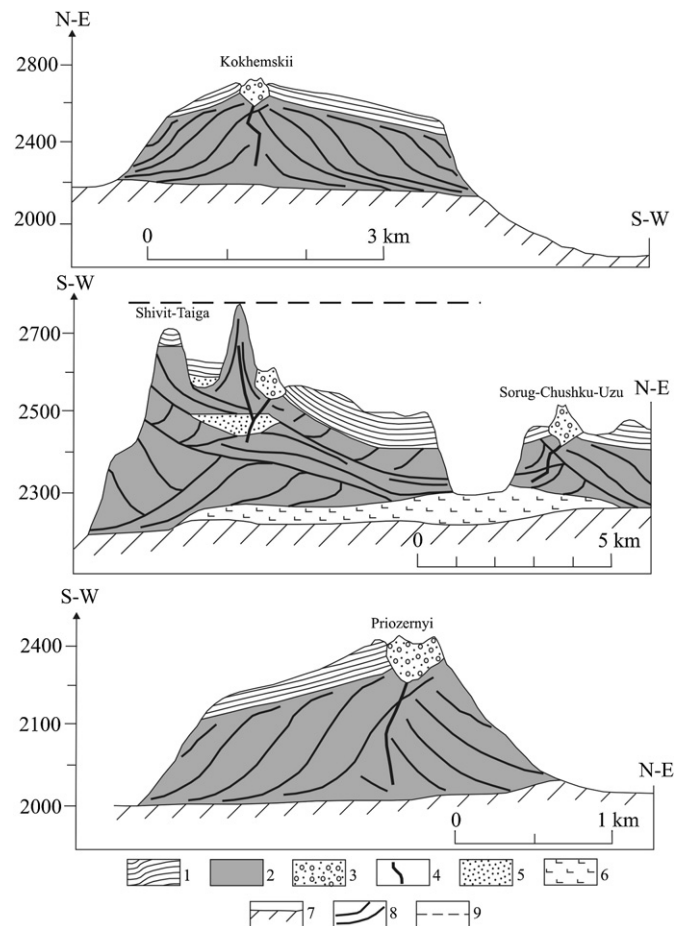 N-E
Kokhemskii
2800
2400
2000
S-W
0 3 km
S-W
Shivit-Taiga
2700
Sorug-Chushku-Uzu
N-E
2500
2300
0 5 km
S-W
Priozernyi
2400
2100
N-E
2000
0 1 km
1 2 3 4 5 6
7 8 9